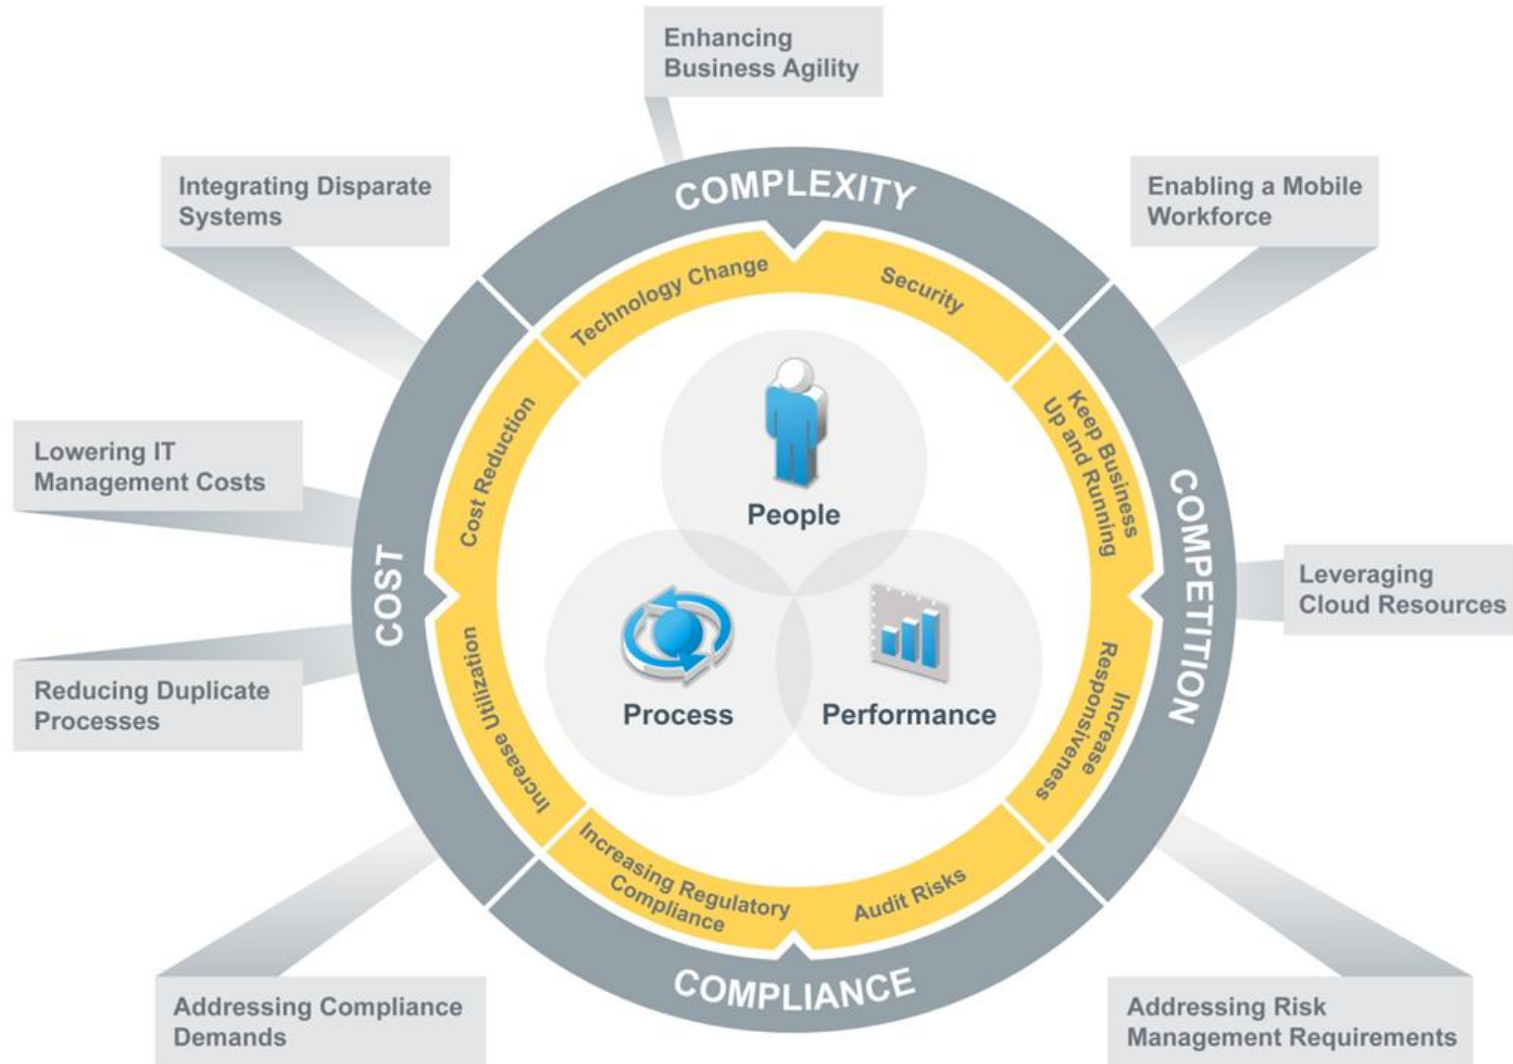 Enhancing
Business Agility
Integrating Disparate
Systems
Enabling a Mobile
Workforce
COMPLEXITY
Technology Change
Security
Lowering IT
Management Costs
Cost Reduction
Keep Business
Up and Running
People
COST
COMPETITION
Leveraging
Cloud Resources
Reducing Duplicate
Processes
Increase Utilization
Process
Performance
Increase
Responsiveness
Increasing Regulatory
Compliance
Audit Risks
COMPLIANCE
Addressing Compliance
Demands
Addressing Risk
Management Requirements